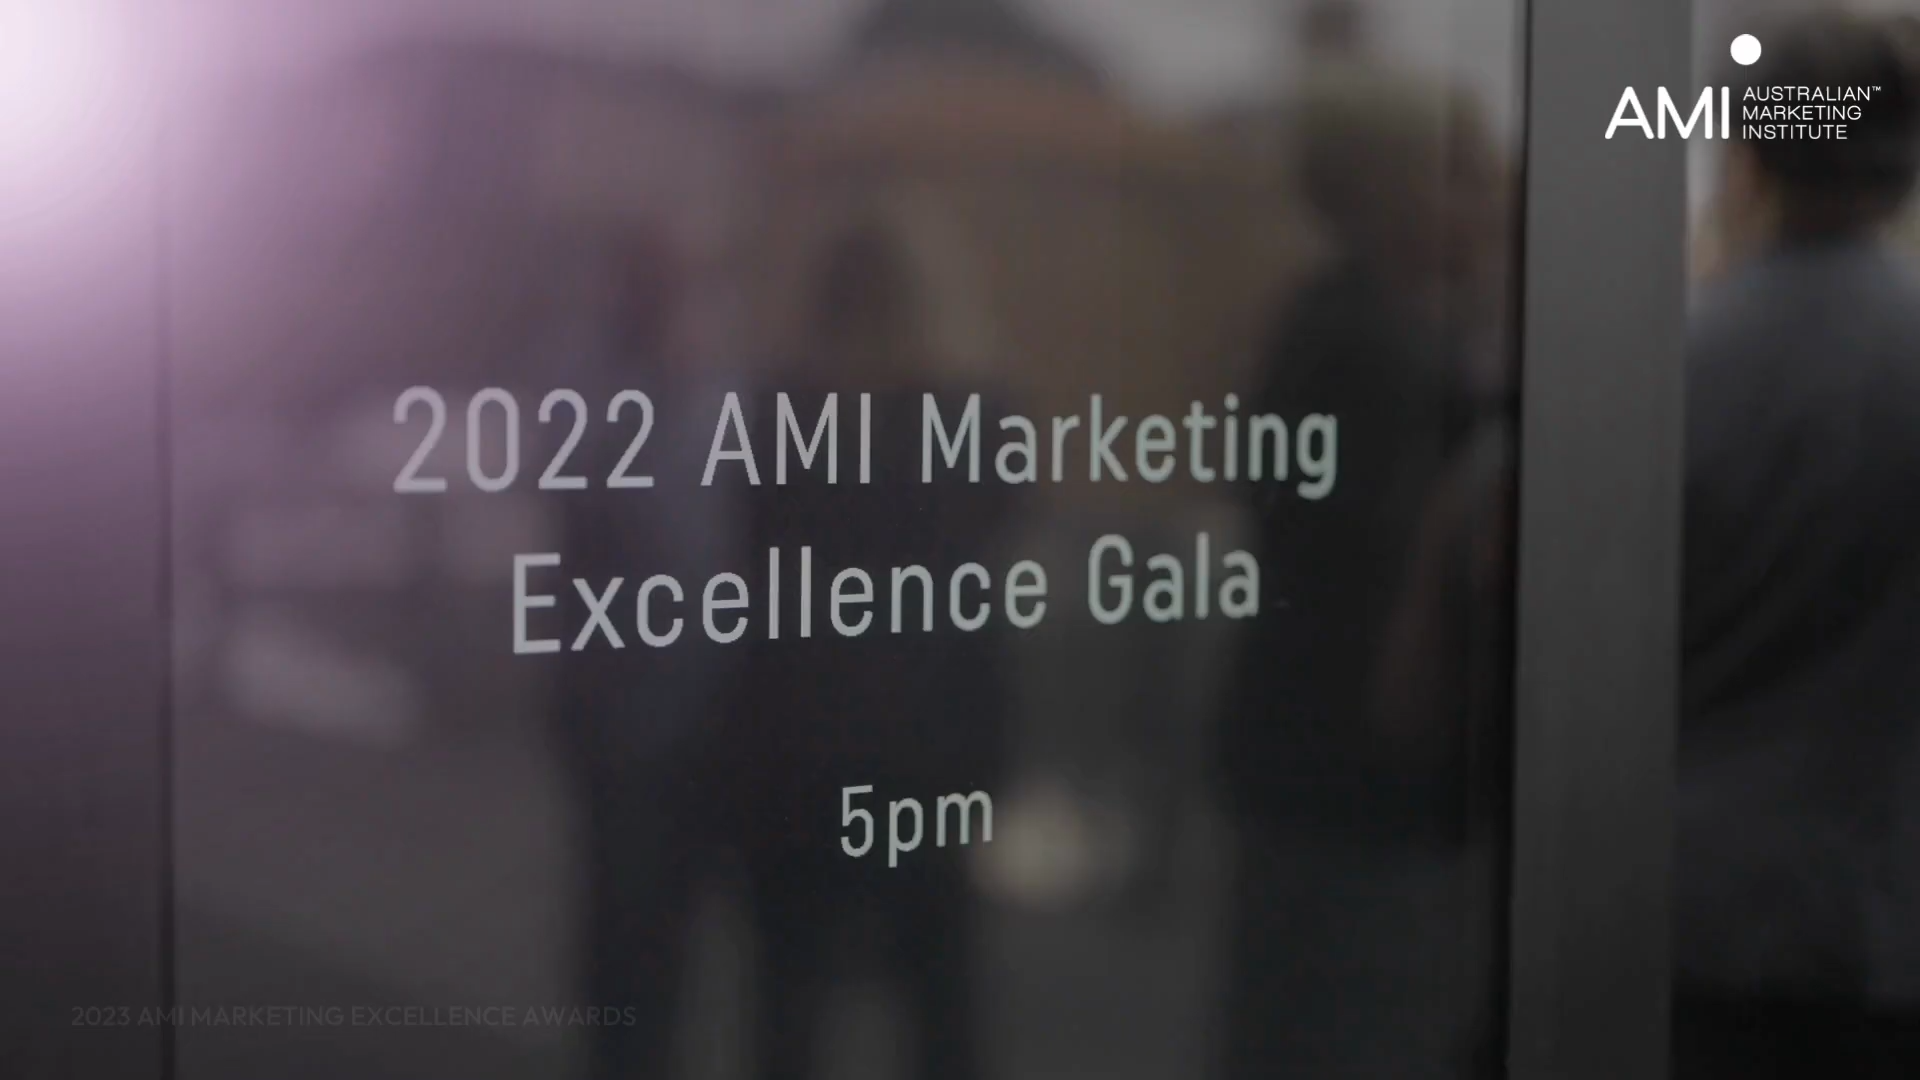 AMI
AUSTRALIAN™
MARKETING
INSTITUTE
2022 AMI Marketing
Excellence Gala
5pm
2023 AMI MARKETING EXCELLENCE AWARDS